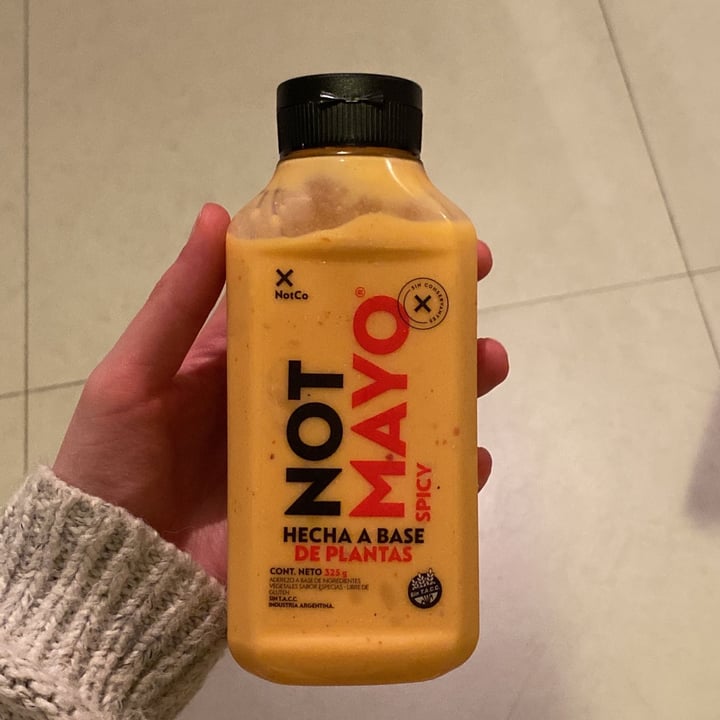 NotCo
SIN CONSERVANTES
NOT
MAYO®
SPICY
HECHA A BASE
DE PLANTAS
CONT. NETO 325 g
ADEREZO A BASE DE INGREDIENTES
VEGETALES SABOR ESPECIAS - LIBRE DE
GLUTEN
SIN T.A.C.C.
INDUSTRIA ARGENTINA.
Sin T.A.C.C.